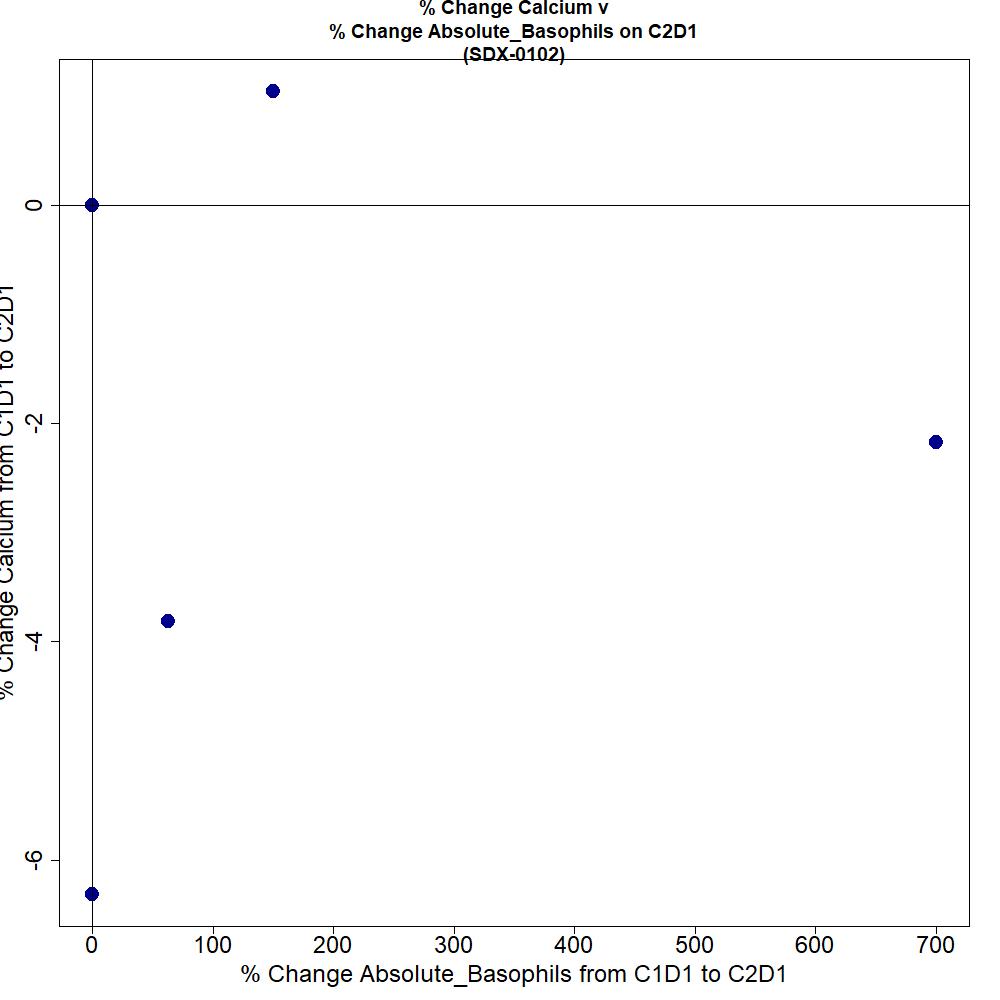 % Change Calcium v
% Change Absolute_Basophils on C2D1
(SDX-0102)
% Change Calcium from C1D1 to C2D1
0
-2
-4
-6
0 100 200 300 400 500 600 700
% Change Absolute_Basophils from C1D1 to C2D1